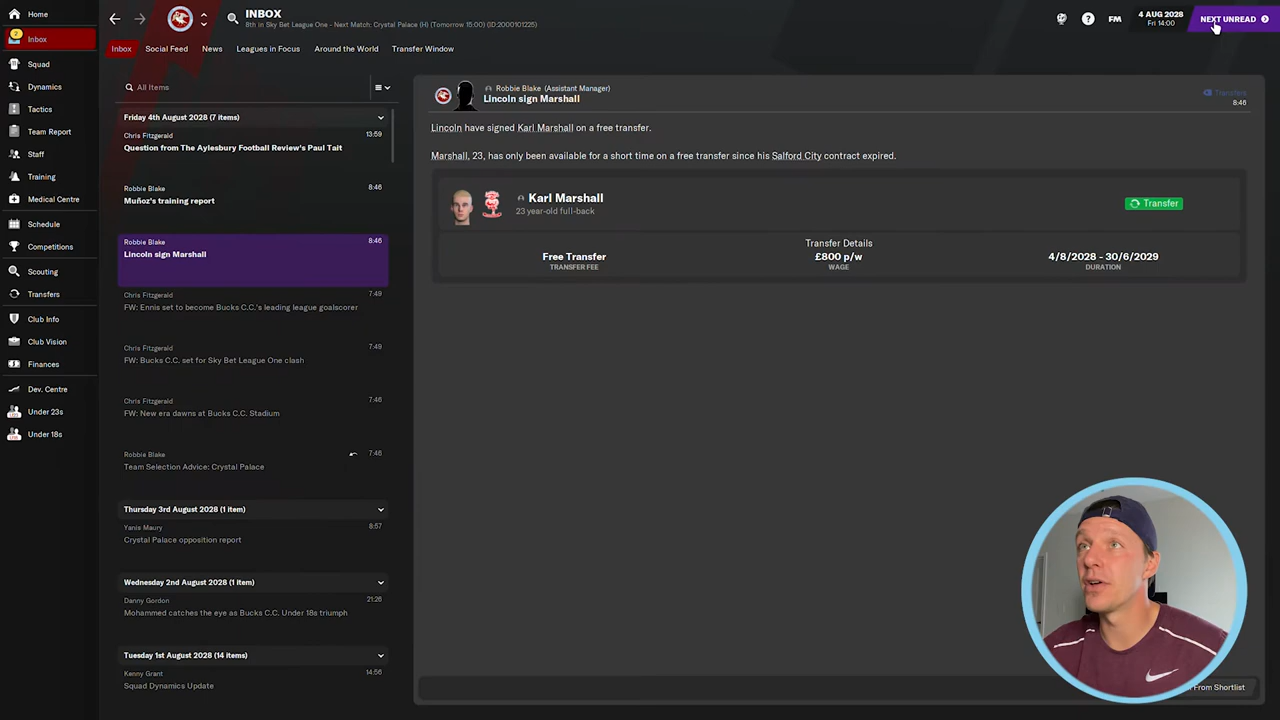 Home
Inbox
2
Squad
Dynamics
Tactics
Team Report
Staff
Training
Medical Centre
Schedule
Competitions
Scouting
Transfers
Club Info
Club Vision
Finances
Dev. Centre
Under 23s
Under 18s
INBOX
8th in Sky Bet League One - Next Match: Crystal Palace (H) (Tomorrow 15:00) (ID:2000101225)
FM
4 AUG 2028
Fri 14:00
NEXT UNREAD
Inbox
Social Feed
News
Leagues in Focus
Around the World
Transfer Window
All Items
Friday 4th August 2028 (7 items)
Chris Fitzgerald
13:59
Question from The Aylesbury Football Review's Paul Tait
Robbie Blake
8:46
Muñoz's training report
Robbie Blake
8:46
Lincoln sign Marshall
Chris Fitzgerald
7:49
FW: Ennis set to become Bucks C.C.'s leading league goalscorer
Chris Fitzgerald
7:49
FW: Bucks C.C. set for Sky Bet League One clash
Chris Fitzgerald
7:46
FW: New era dawns at Bucks C.C. Stadium
Robbie Blake
7:46
Team Selection Advice: Crystal Palace
Thursday 3rd August 2028 (1 item)
Yanis Maury
8:57
Crystal Palace opposition report
Wednesday 2nd August 2028 (1 item)
Danny Gordon
21:26
Mohammed catches the eye as Bucks C.C. Under 18s triumph
Tuesday 1st August 2028 (14 items)
Kenny Grant
14:56
Squad Dynamics Update
Robbie Blake (Assistant Manager)
Lincoln sign Marshall
Transfers
8:46
Lincoln have signed Karl Marshall on a free transfer.
Marshall, 23, has only been available for a short time on a free transfer since his Salford City contract expired.
Karl Marshall
23 year-old full-back
Transfer
Free Transfer
TRANSFER FEE
Transfer Details
£800 p/w
WAGE
4/8/2028 - 30/6/2029
DURATION
From Shortlist